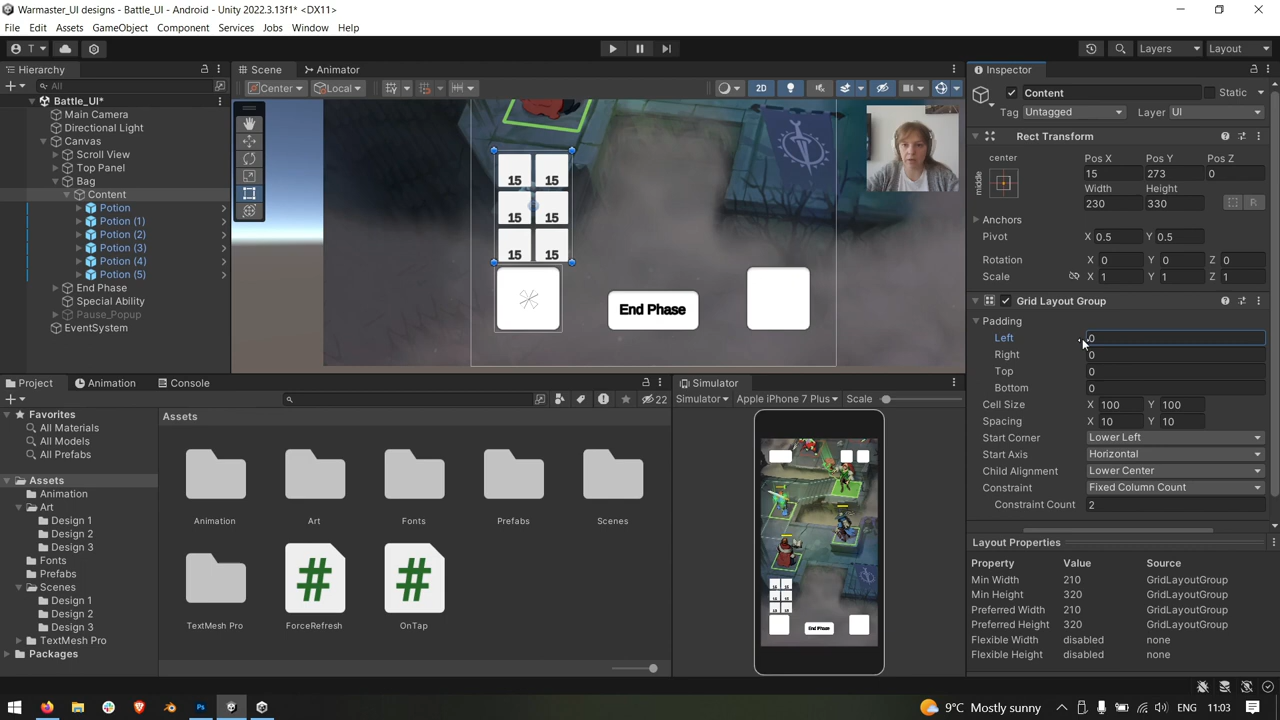 Warmaster_UI designs - Battle_UI - Android - Unity 2022.3.13f1* <DX11>
File Edit Assets GameObject Component Services Jobs Window Help
T Layers Layout
Hierarchy
All
Battle_UI*
Main Camera
Directional Light
Canvas
Scroll View
Top Panel
Bag
Content
Potion
Potion (1)
Potion (2)
Potion (3)
Potion (4)
Potion (5)
End Phase
Special Ability
Pause_Popup
EventSystem
Scene Animator
Center Local 2D
15 15
15 15
15 15
End Phase
Project Animation Console
22
Favorites
All Materials
All Models
All Prefabs
Assets
Animation
Art
Design 1
Design 2
Design 3
Fonts
Prefabs
Scenes
Design 1
Design 2
Design 3
TextMesh Pro
Packages
Assets
Animation Art Fonts Prefabs Scenes
TextMesh Pro ForceRefresh OnTap
Simulator
Simulator Apple iPhone 7 Plus Scale
End Phase
Inspector
Content Static
Tag Untagged Layer UI
Rect Transform
center Pos X Pos Y Pos Z
middle 15 273 0
Width Height
230 330 R
Anchors
Pivot X 0.5 Y 0.5
Rotation X 0 Y 0 Z 0
Scale X 1 Y 1 Z 1
Grid Layout Group
Padding
Left 0
Right 0
Top 0
Bottom 0
Cell Size X 100 Y 100
Spacing X 10 Y 10
Start Corner Lower Left
Start Axis Horizontal
Child Alignment Lower Center
Constraint Fixed Column Count
Constraint Count 2
Layout Properties
Property Value Source
Min Width 210 GridLayoutGroup
Min Height 320 GridLayoutGroup
Preferred Width 210 GridLayoutGroup
Preferred Height 320 GridLayoutGroup
Flexible Width disabled none
Flexible Height disabled none
Ps 9°C Mostly sunny ENG 11:03